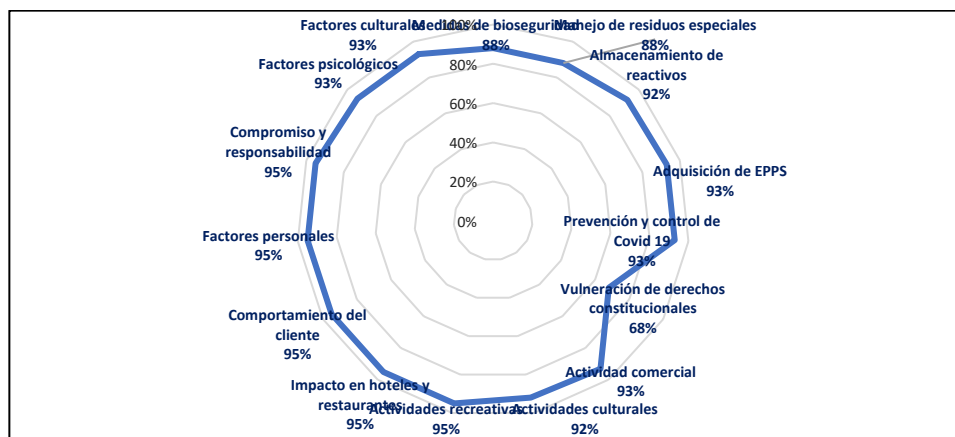 100%
80%
60%
40%
20%
0%
Medidas de bioseguridad
88%
Manejo de residuos especiales
88%
Almacenamiento de
reactivos
92%
Adquisición de EPPS
93%
Prevención y control de
Covid 19
93%
Vulneración de derechos
constitucionales
68%
Actividad comercial
93%
Actividades culturales
92%
Actividades recreativas
95%
Impacto en hoteles y
restaurantes
95%
Comportamiento del
cliente
95%
Factores personales
95%
Compromiso y
responsabilidad
95%
Factores psicológicos
93%
Factores culturales
93%